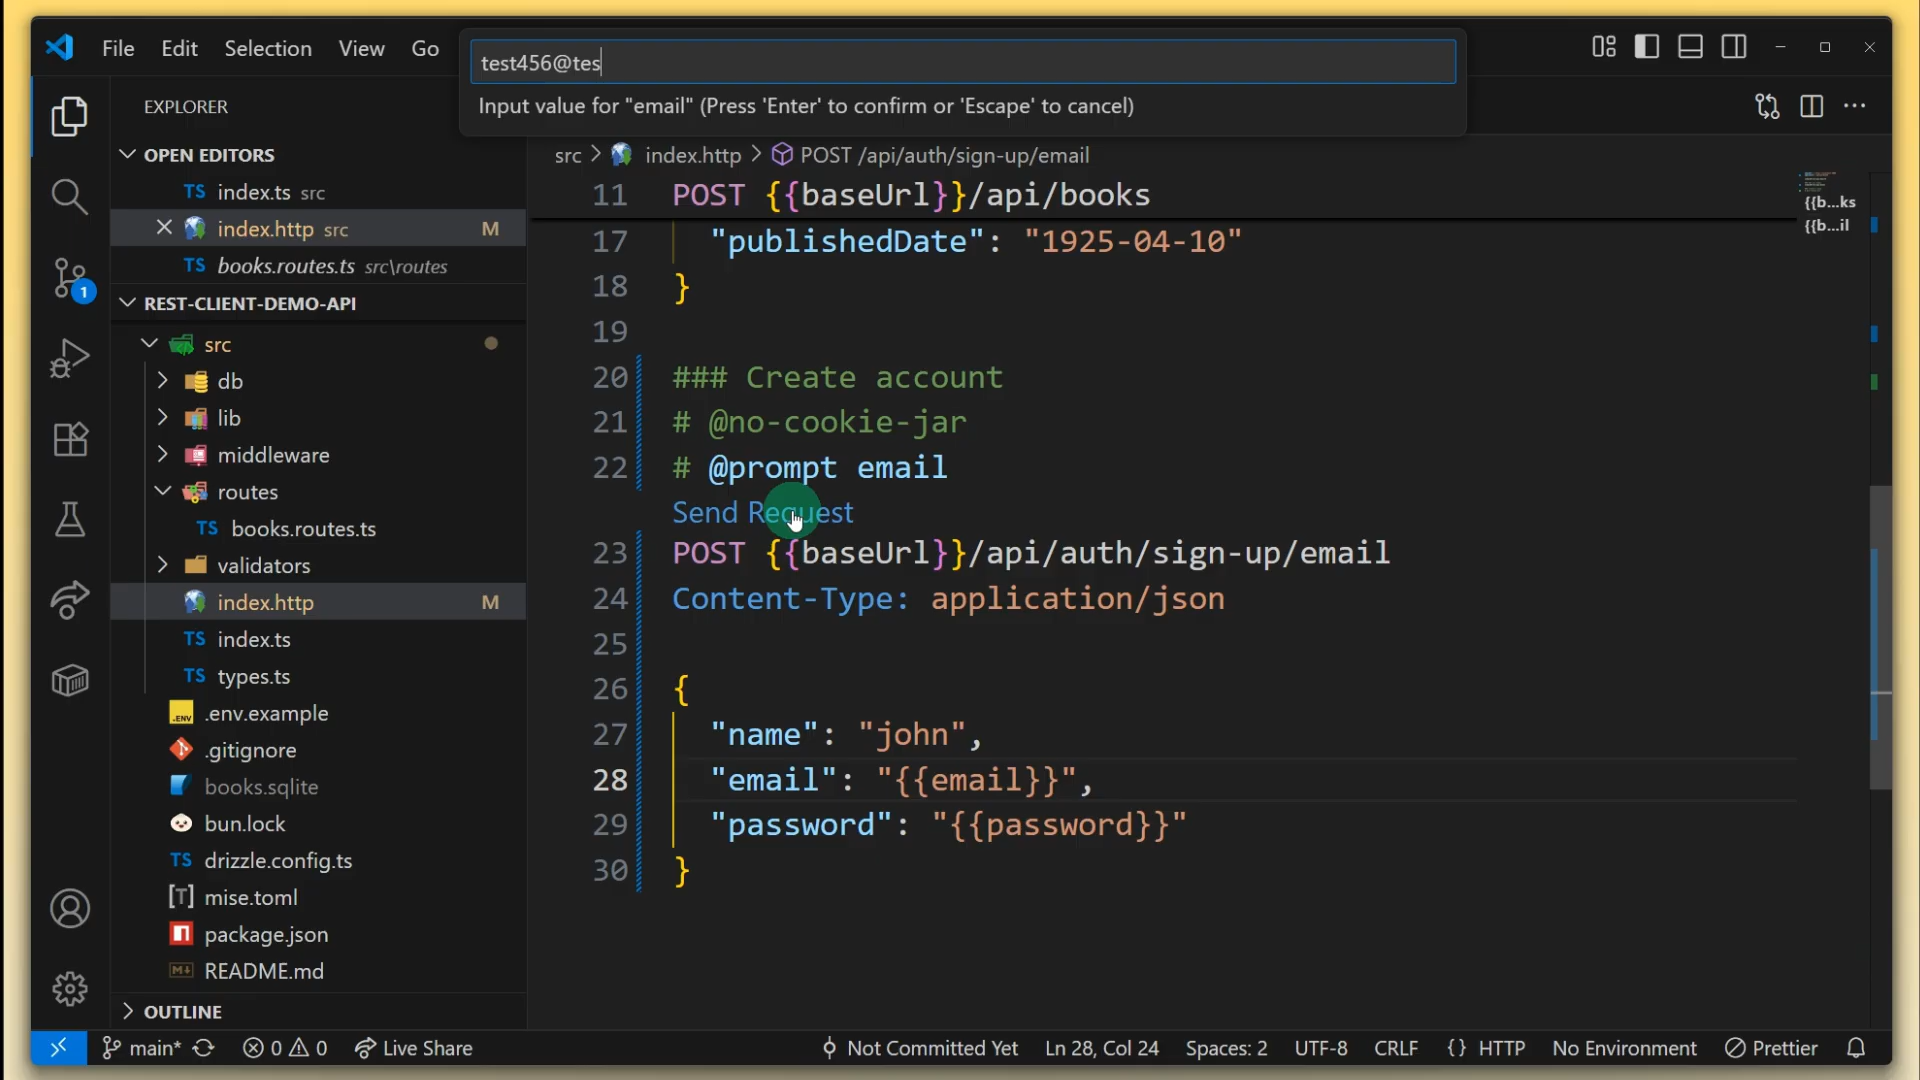 File Edit Selection View Go
test456@tes
Input value for "email" (Press 'Enter' to confirm or 'Escape' to cancel)
EXPLORER
OPEN EDITORS
TS index.ts src
index.http src M
TS books.routes.ts src\routes
REST-CLIENT-DEMO-API
src
db
lib
middleware
routes
TS books.routes.ts
validators
index.http M
TS index.ts
TS types.ts
.ENV .env.example
.gitignore
books.sqlite
bun.lock
TS drizzle.config.ts
[T] mise.toml
package.json
M↓ README.md
OUTLINE
1
src > index.http > POST /api/auth/sign-up/email
11 POST {{baseUrl}}/api/books
17 "publishedDate": "1925-04-10"
18 }
19
20 ### Create account
21 # @no-cookie-jar
22 # @prompt email
Send Request
23 POST {{baseUrl}}/api/auth/sign-up/email
24 Content-Type: application/json
25
26 {
27 "name": "john",
28 "email": "{{email}}",
29 "password": "{{password}}"
30 }
{{b...ks
{{b...il
main* 0 0 Live Share Not Committed Yet Ln 28, Col 24 Spaces: 2 UTF-8 CRLF {} HTTP No Environment Prettier